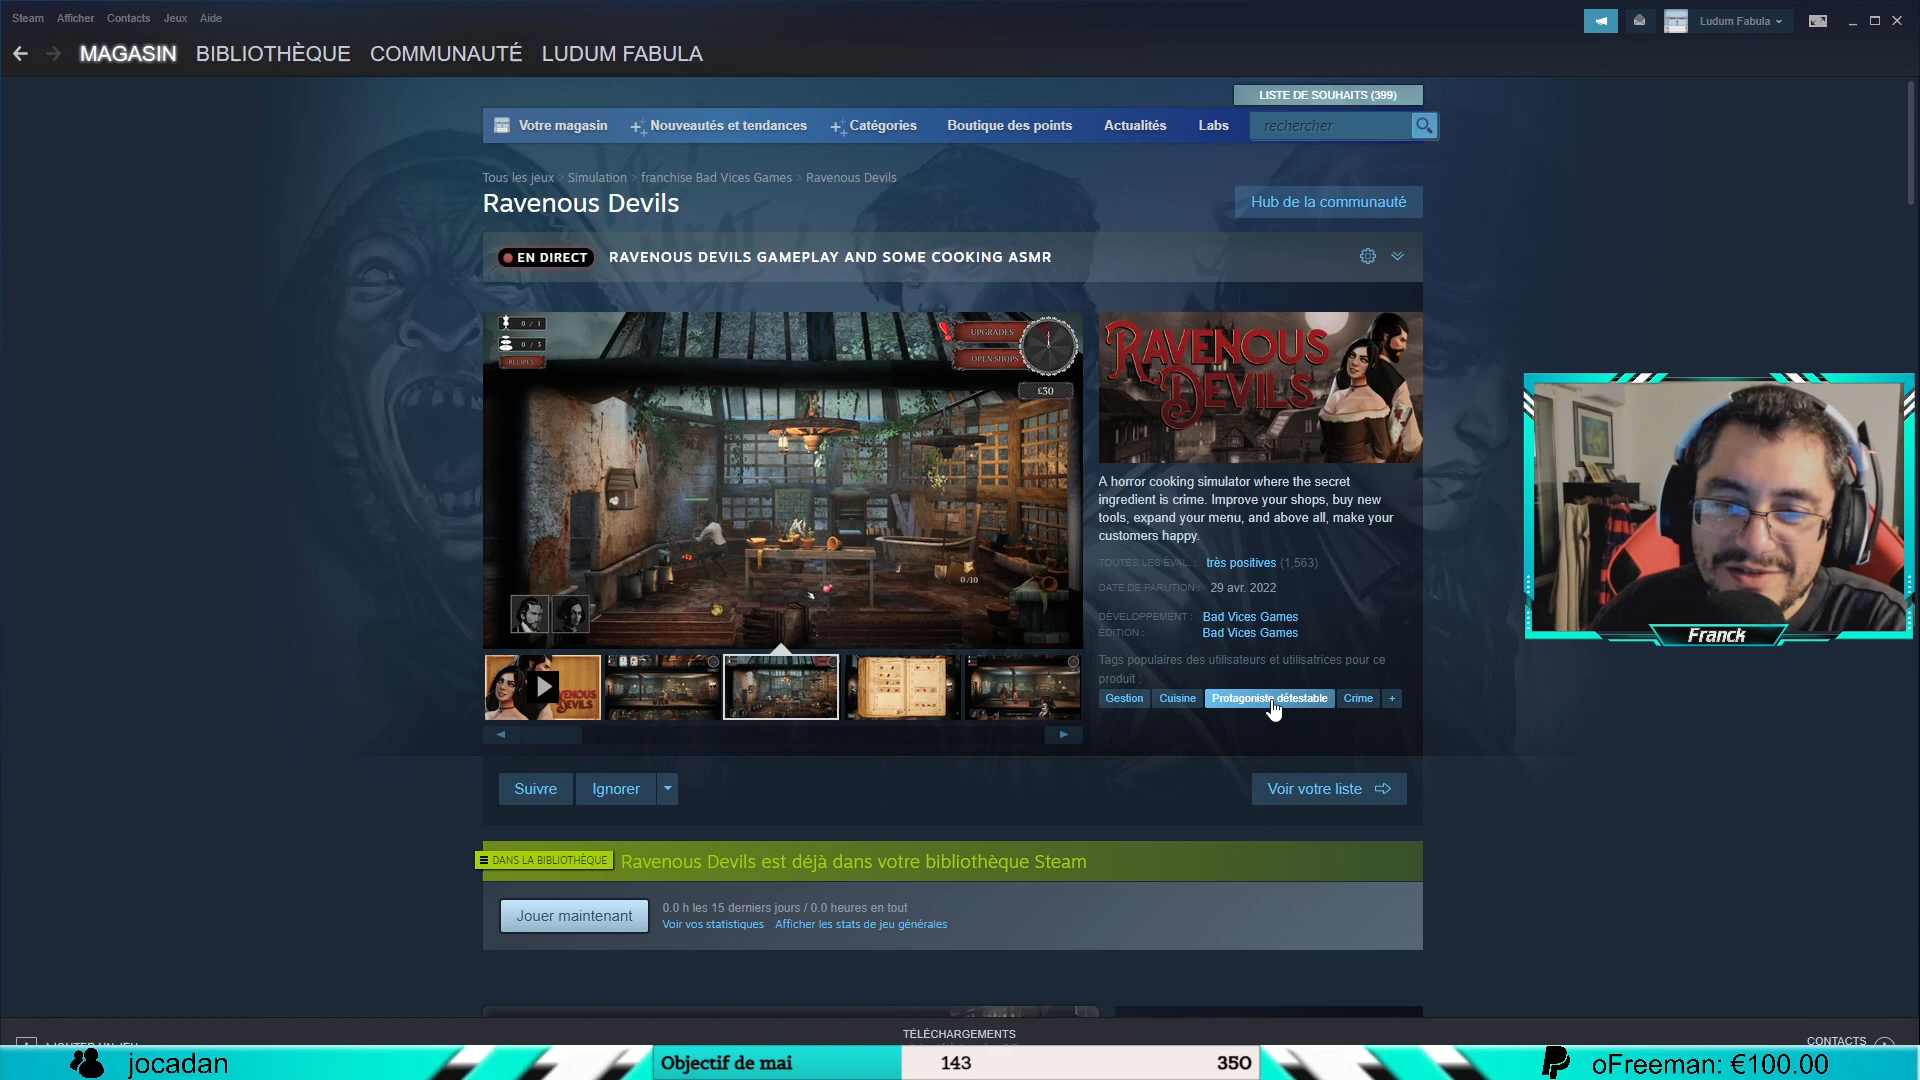 Steam Afficher Contacts Jeux Aide
Ludum Fabula
MAGASIN BIBLIOTHÈQUE COMMUNAUTÉ LUDUM FABULA
LISTE DE SOUHAITS (399)
Votre magasin Nouveautés et tendances Catégories Boutique des points Actualités Labs rechercher
Tous les jeux > Simulation > franchise Bad Vices Games > Ravenous Devils
Ravenous Devils
Hub de la communauté
EN DIRECT RAVENOUS DEVILS GAMEPLAY AND SOME COOKING ASMR
0 / 1
0 / 3
RECIPES
UPGRADES
OPEN SHOPS
£30
0/10
RAVENOUS
DEVILS
A horror cooking simulator where the secret
ingredient is crime. Improve your shops, buy new
tools, expand your menu, and above all, make your
customers happy.
TOUTES LES ÉVAL. : très positives (1,563)
DATE DE PARUTION : 29 avr. 2022
DÉVELOPPEMENT : Bad Vices Games
ÉDITION : Bad Vices Games
Tags populaires des utilisateurs et utilisatrices pour ce
produit :
Gestion Cuisine Protagoniste détestable Crime +
Franck
Suivre Ignorer Voir votre liste
DANS LA BIBLIOTHÈQUE Ravenous Devils est déjà dans votre bibliothèque Steam
Jouer maintenant
0.0 h les 15 derniers jours / 0.0 heures en tout
Voir vos statistiques Afficher les stats de jeu générales
TÉLÉCHARGEMENTS
AJOUTER UN JEU
CONTACTS
jocadan
Objectif de mai 143 350
oFreeman: €100.00